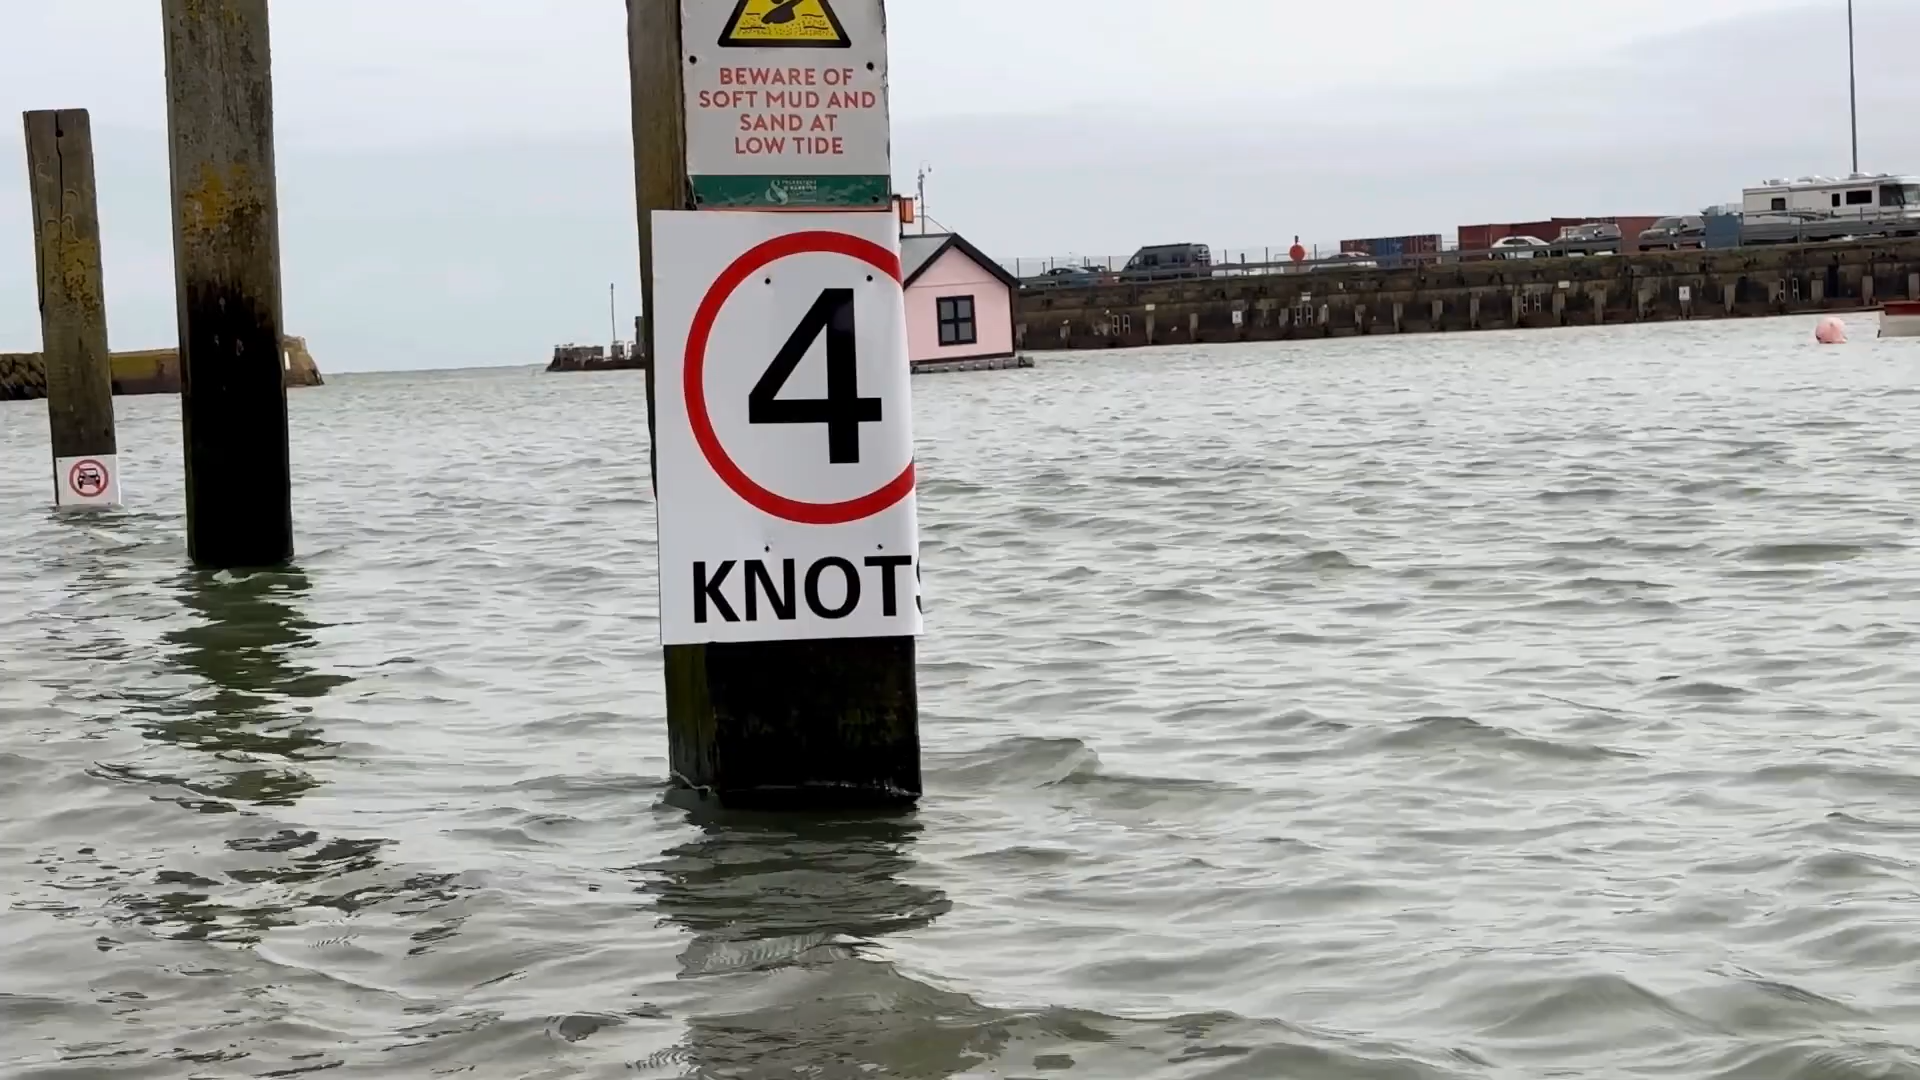 BEWARE OF
SOFT MUD AND
SAND AT
LOW TIDE
4
KNOTS